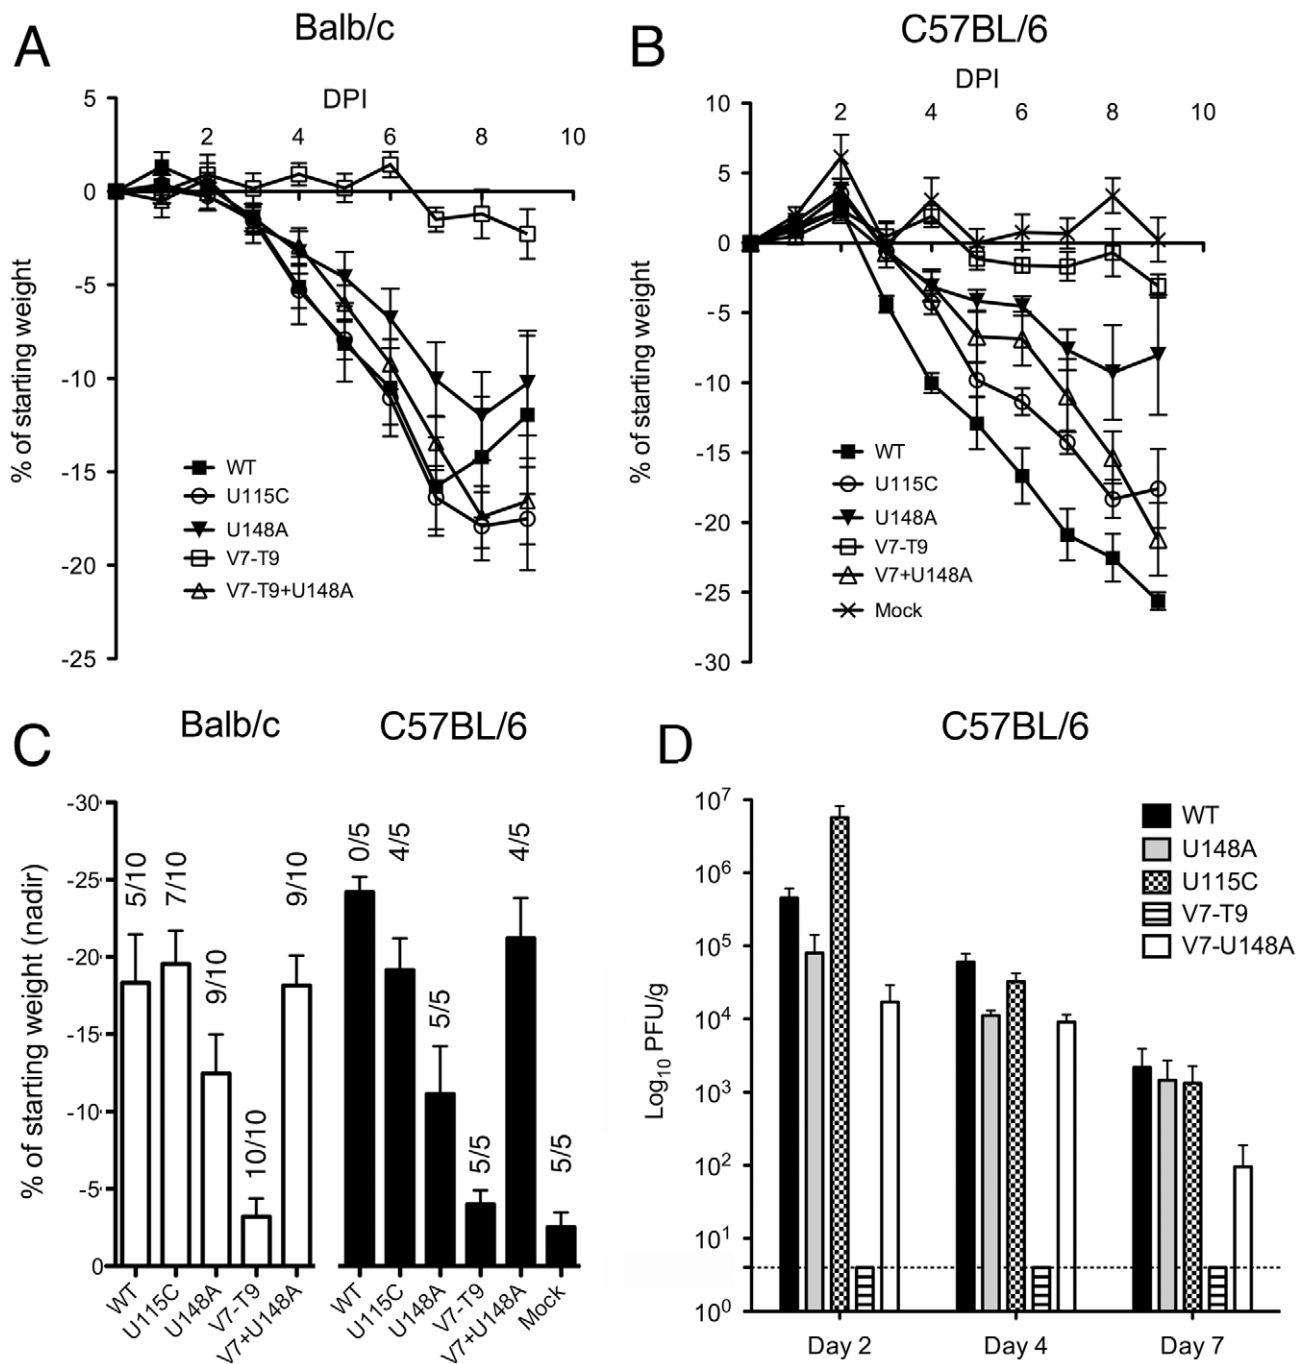 A
Balb/c
DPI
5
0
-5
-10
-15
-20
-25
2
4
6
8
10
% of starting weight
WT
U115C
U148A
V7-T9
V7-T9+U148A
B
C57BL/6
DPI
10
5
0
-5
-10
-15
-20
-25
-30
2
4
6
8
10
% of starting weight
WT
U115C
U148A
V7-T9
V7+U148A
Mock
C
Balb/c
C57BL/6
% of starting weight (nadir)
-30
-25
-20
-15
-10
-5
0
5/10
7/10
9/10
10/10
9/10
0/5
4/5
5/5
5/5
4/5
5/5
WT
U115C
U148A
V7-T9
V7+U148A
WT
U115C
U148A
V7-T9
V7+U148A
Mock
D
C57BL/6
Log10 PFU/g
10^7
10^6
10^5
10^4
10^3
10^2
10^1
10^0
WT
U148A
U115C
V7-T9
V7-U148A
Day 2
Day 4
Day 7